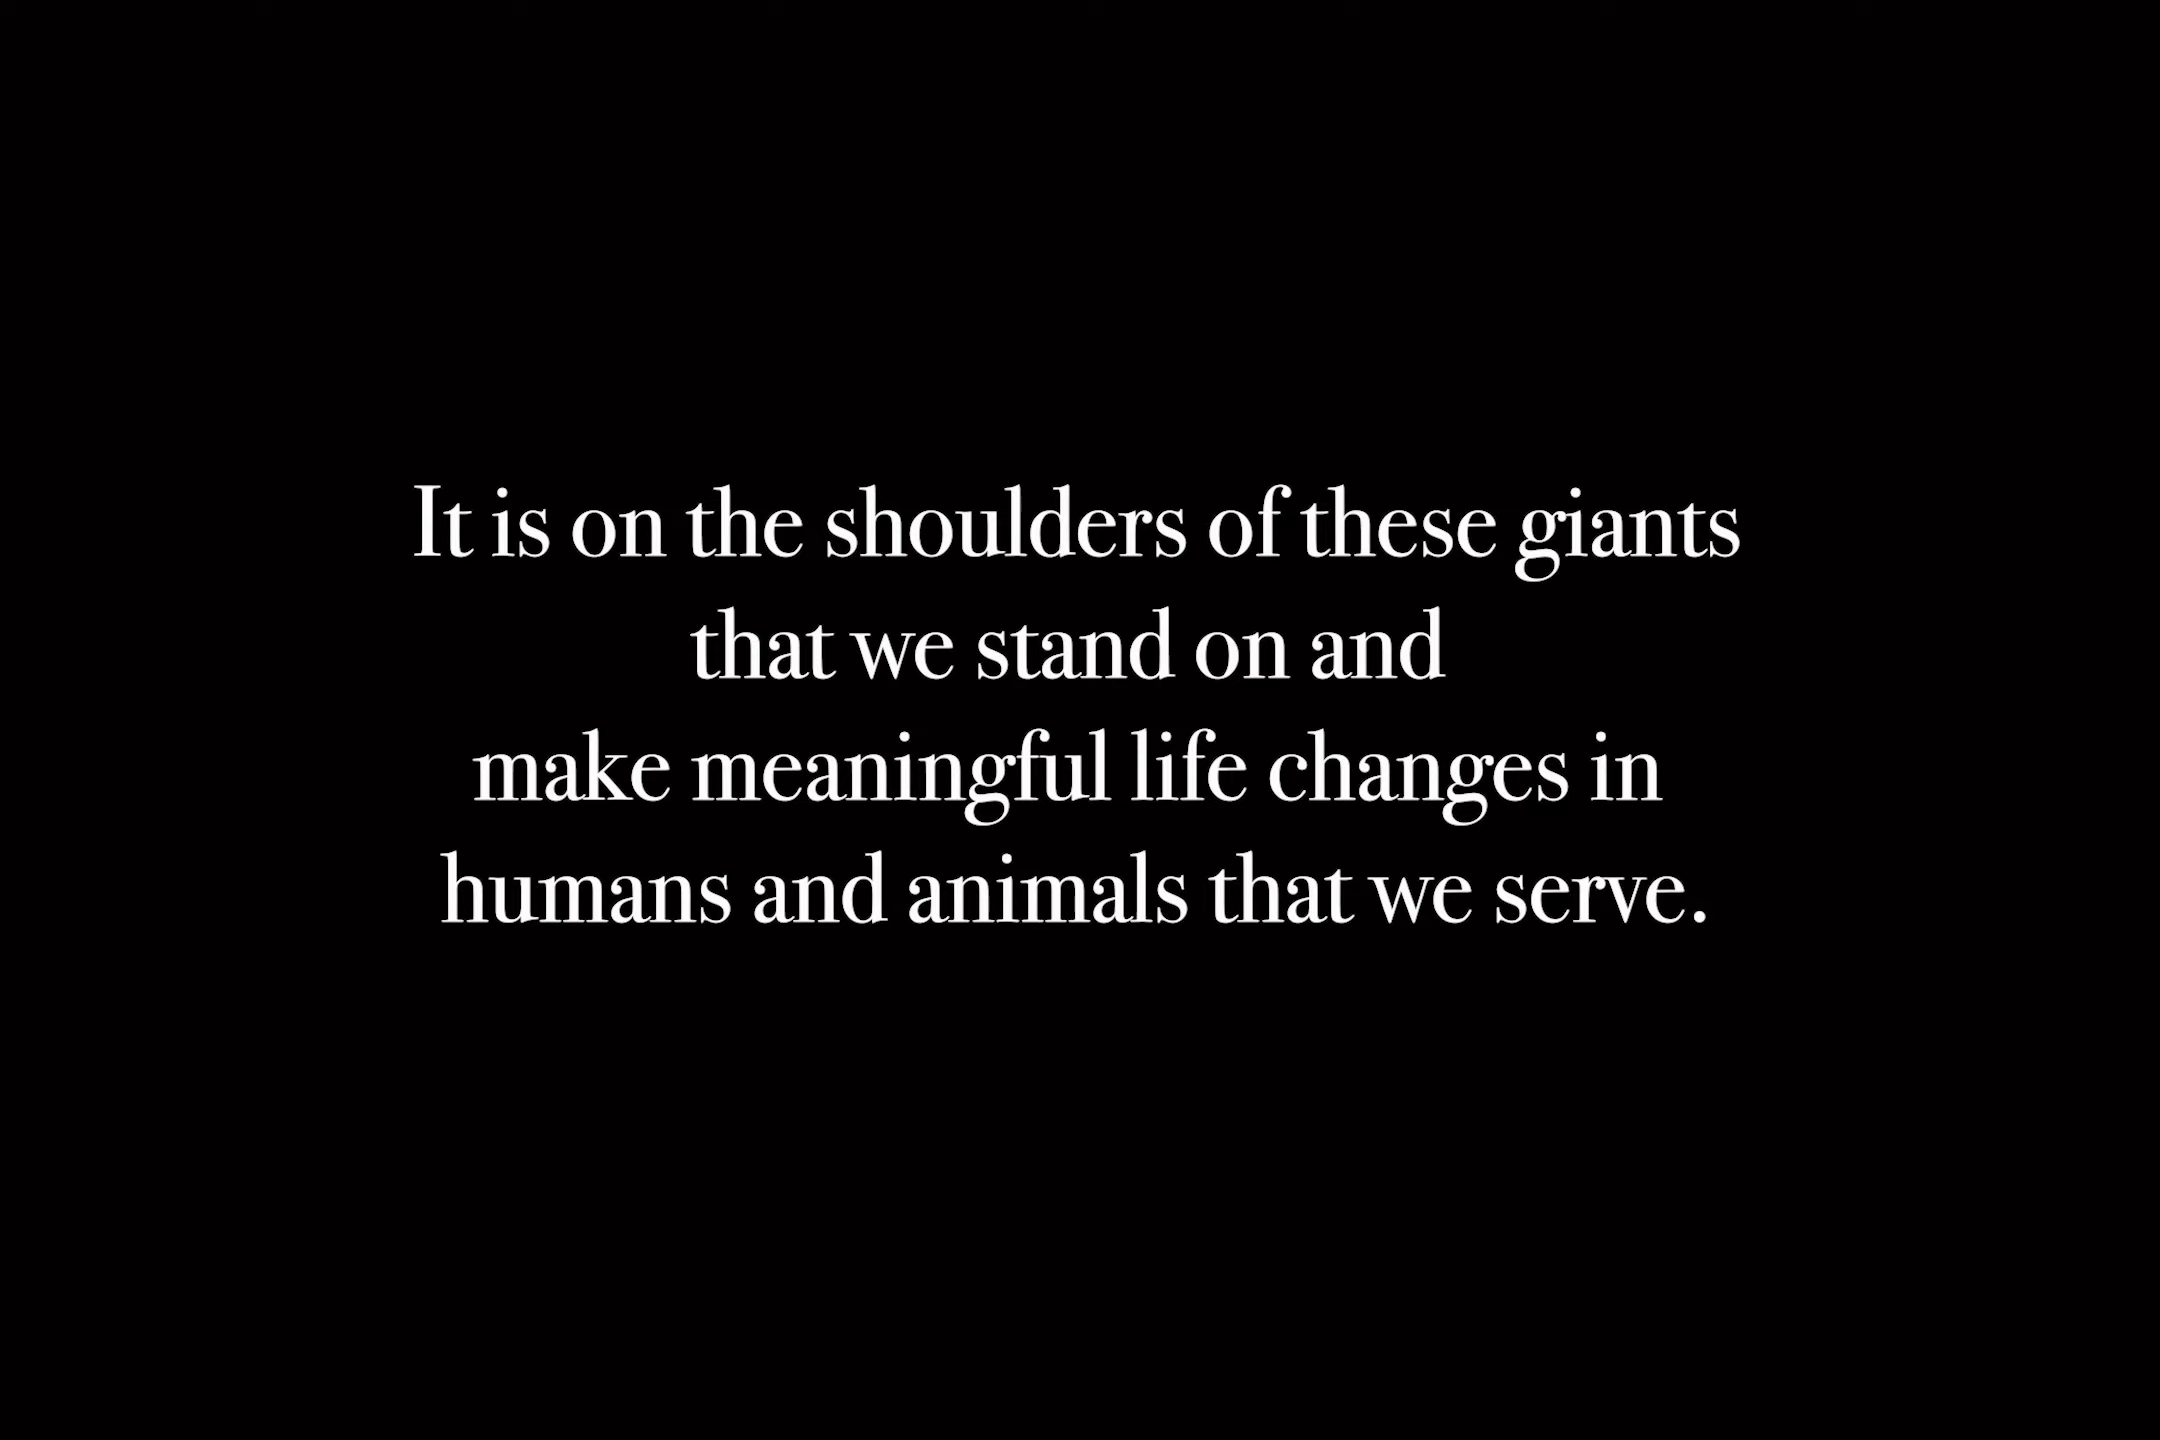 It is on the shoulders of these giants
that we stand on and
make meaningful life changes in
humans and animals that we serve.